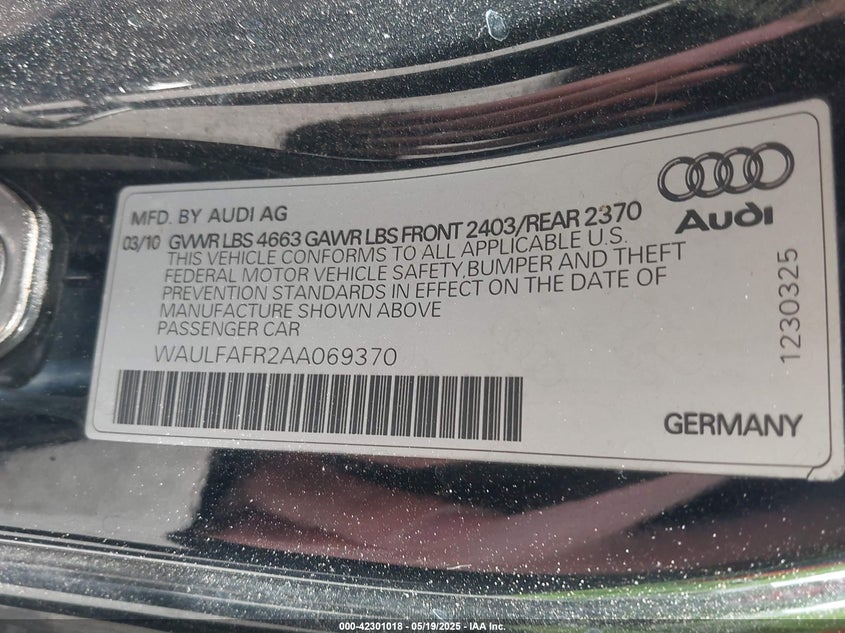 MFD. BY AUDI AG
Audi
03/10 GVWR LBS 4663 GAWR LBS FRONT 2403/REAR 2370
THIS VEHICLE CONFORMS TO ALL APPLICABLE U.S.
FEDERAL MOTOR VEHICLE SAFETY,BUMPER AND THEFT
PREVENTION STANDARDS IN EFFECT ON THE DATE OF
MANUFACTURE SHOWN ABOVE
PASSENGER CAR
WAULFAFR2AA069370
1230325
GERMANY
000-42301018 - 05/19/2025 - IAA Inc.